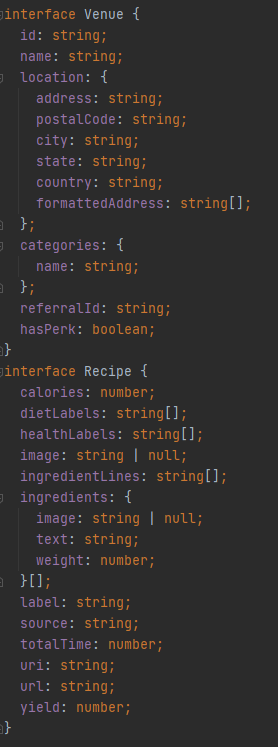 interface Venue {
  id: string;
  name: string;
  location: {
    address: string;
    postalCode: string;
    city: string;
    state: string;
    country: string;
    formattedAddress: string[];
  };
  categories: {
    name: string;
  };
  referralId: string;
  hasPerk: boolean;
}
interface Recipe {
  calories: number;
  dietLabels: string[];
  healthLabels: string[];
  image: string | null;
  ingredientLines: string[];
  ingredients: {
    image: string | null;
    text: string;
    weight: number;
  }[];
  label: string;
  source: string;
  totalTime: number;
  uri: string;
  url: string;
  yield: number;
}